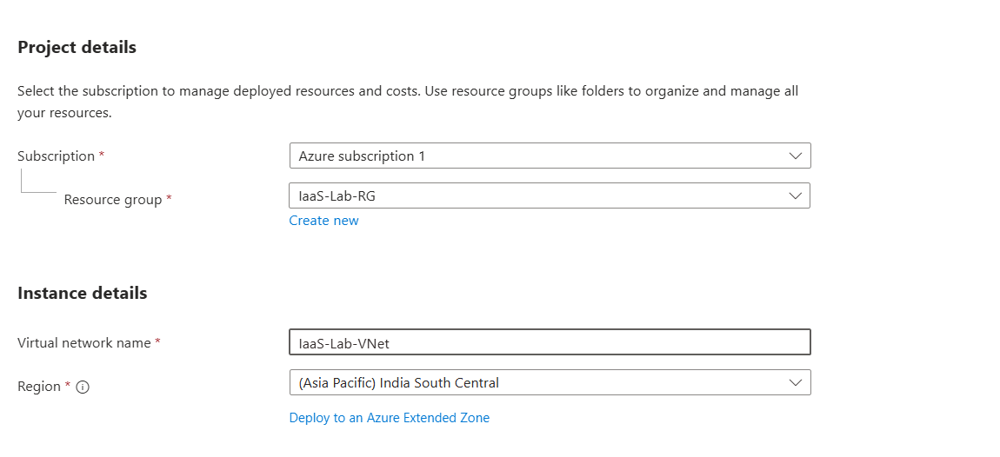 Project details
Select the subscription to manage deployed resources and costs. Use resource groups like folders to organize and manage all
your resources.
Subscription *
Azure subscription 1
Resource group *
IaaS-Lab-RG
Create new
Instance details
Virtual network name *
IaaS-Lab-VNet
Region *
(Asia Pacific) India South Central
Deploy to an Azure Extended Zone